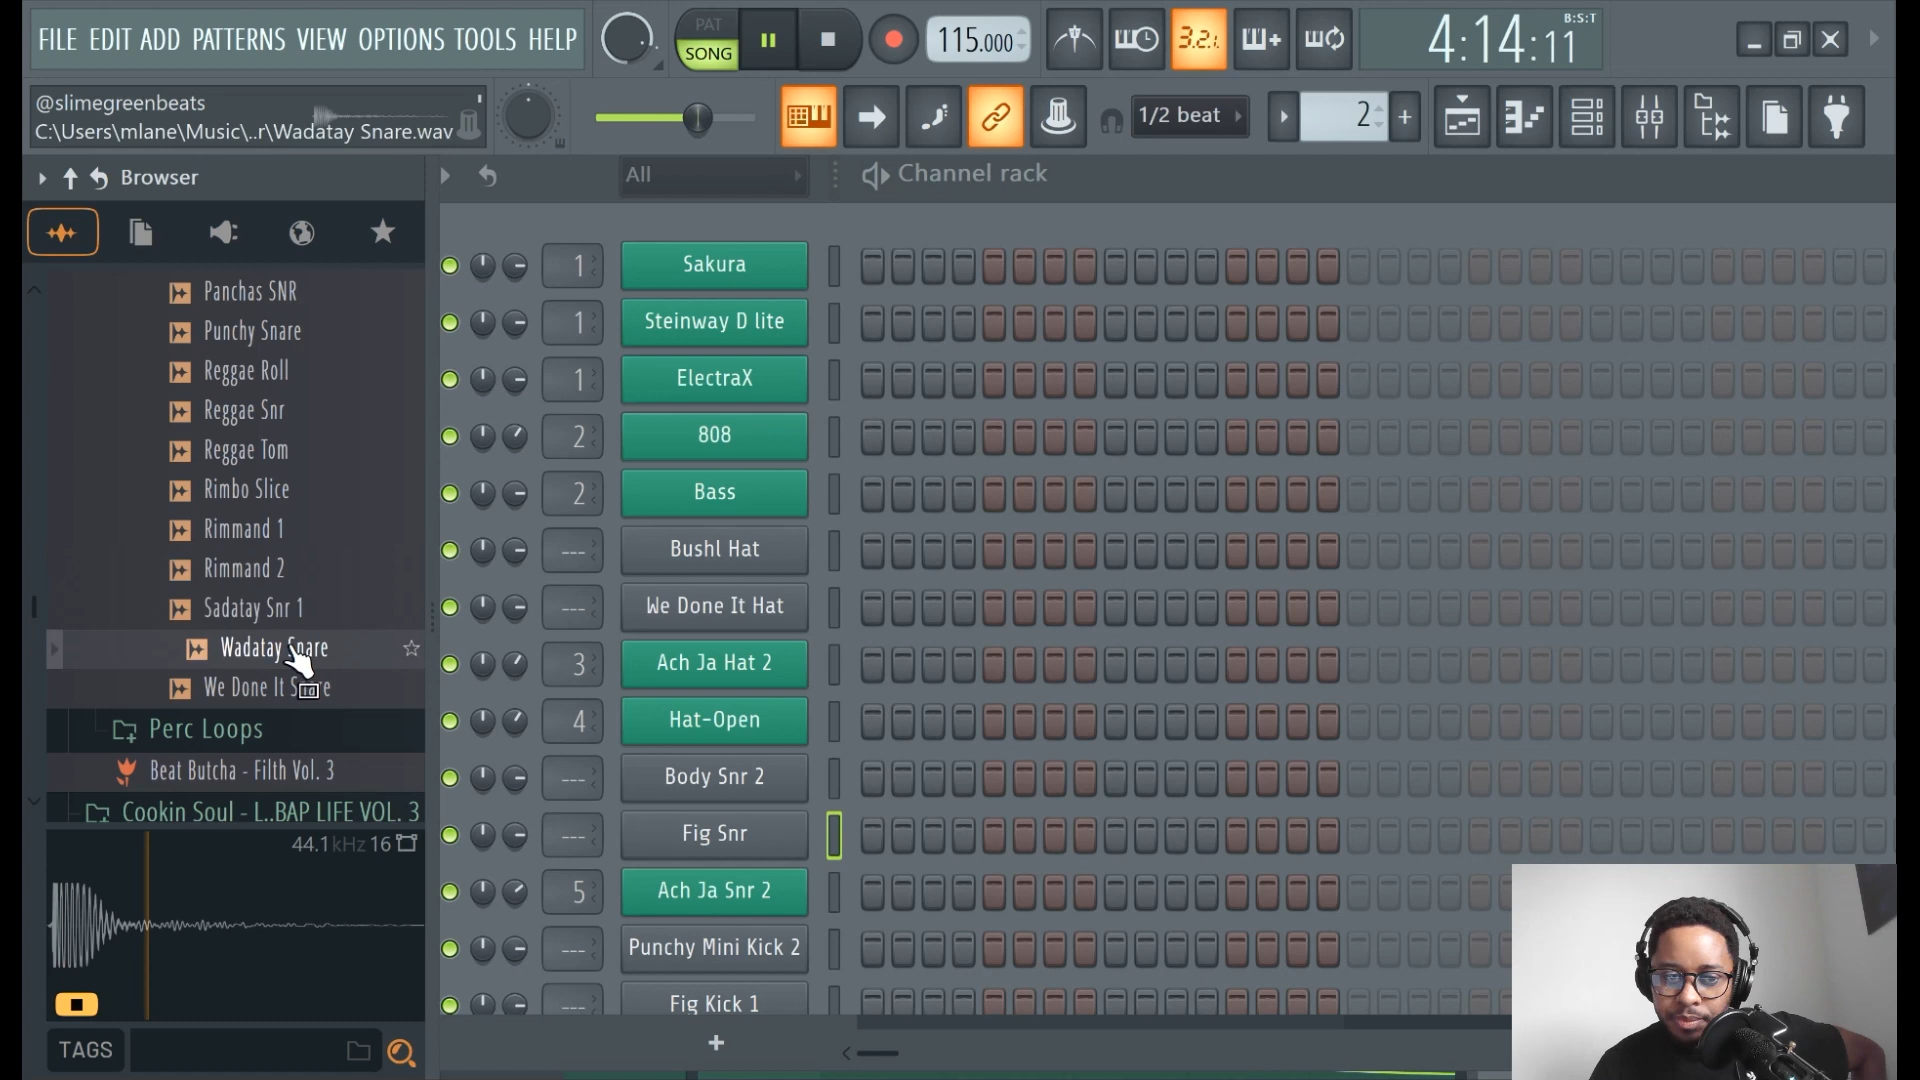 FILE EDIT ADD PATTERNS VIEW OPTIONS TOOLS HELP
PAT
SONG
115.000
3.2.1.
B:S:T
4:14:11
@slimegreenbeats
C:\Users\mlane\Music\..r\Wadatay Snare.wav
1/2 beat
2
Browser
All
Channel rack
Panchas SNR
Punchy Snare
Reggae Roll
Reggae Snr
Reggae Tom
Rimbo Slice
Rimmand 1
Rimmand 2
Sadatay Snr 1
Wadatay Snare
We Done It Snare
Perc Loops
Beat Butcha - Filth Vol. 3
Cookin Soul - L..BAP LIFE VOL. 3
44.1kHz 16
TAGS
1 Sakura
1 Steinway D lite
1 ElectraX
2 808
2 Bass
--- Bushl Hat
--- We Done It Hat
3 Ach Ja Hat 2
4 Hat-Open
--- Body Snr 2
--- Fig Snr
5 Ach Ja Snr 2
--- Punchy Mini Kick 2
--- Fig Kick 1
+